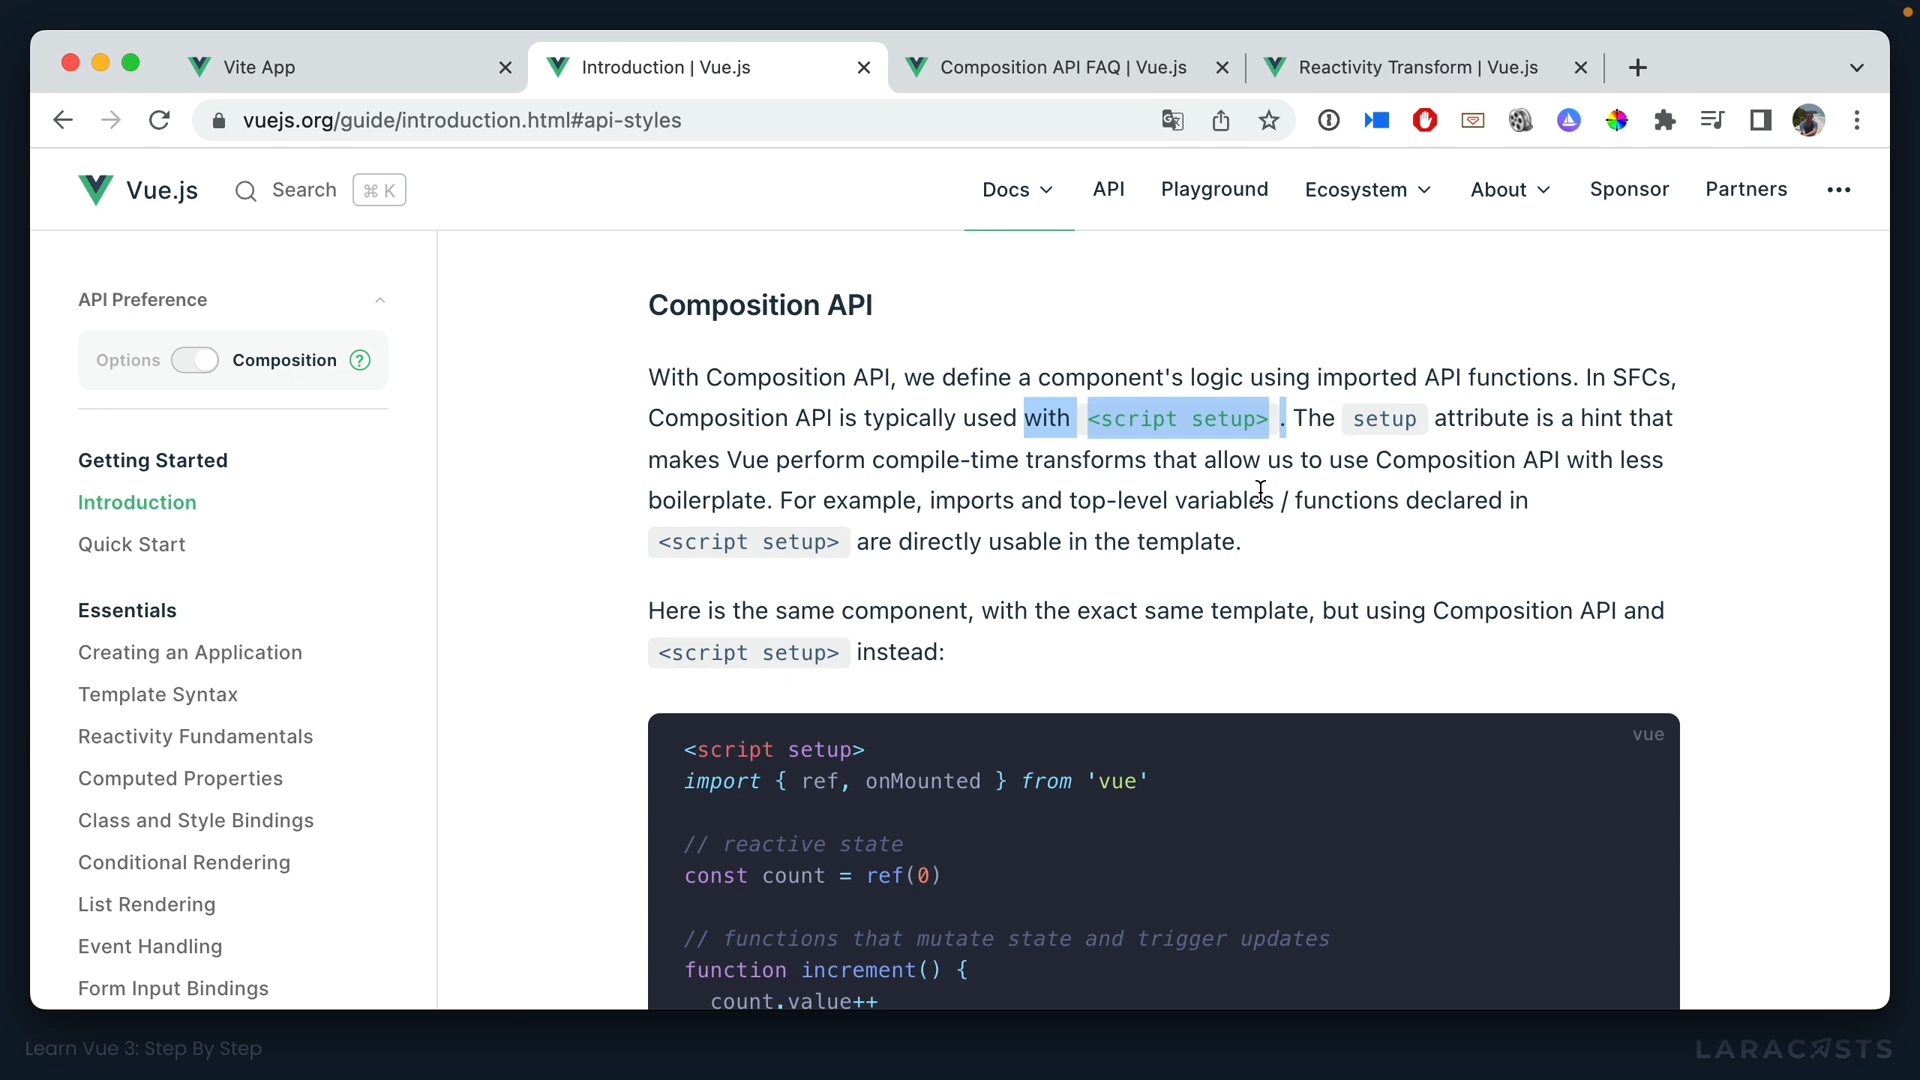 Vite App
Introduction | Vue.js
Composition API FAQ | Vue.js
Reactivity Transform | Vue.js
vuejs.org/guide/introduction.html#api-styles
Vue.js
Search
⌘ K
Docs
API
Playground
Ecosystem
About
Sponsor
Partners
API Preference
Options
Composition
?
Getting Started
Introduction
Quick Start
Essentials
Creating an Application
Template Syntax
Reactivity Fundamentals
Computed Properties
Class and Style Bindings
Conditional Rendering
List Rendering
Event Handling
Form Input Bindings
Composition API
With Composition API, we define a component's logic using imported API functions. In SFCs,
Composition API is typically used with <script setup>. The setup attribute is a hint that
makes Vue perform compile-time transforms that allow us to use Composition API with less
boilerplate. For example, imports and top-level variables / functions declared in
<script setup> are directly usable in the template.
Here is the same component, with the exact same template, but using Composition API and
<script setup> instead:
vue
<script setup>
import { ref, onMounted } from 'vue'
// reactive state
const count = ref(0)
// functions that mutate state and trigger updates
function increment() {
count.value++
Learn Vue 3: Step By Step
LARACASTS